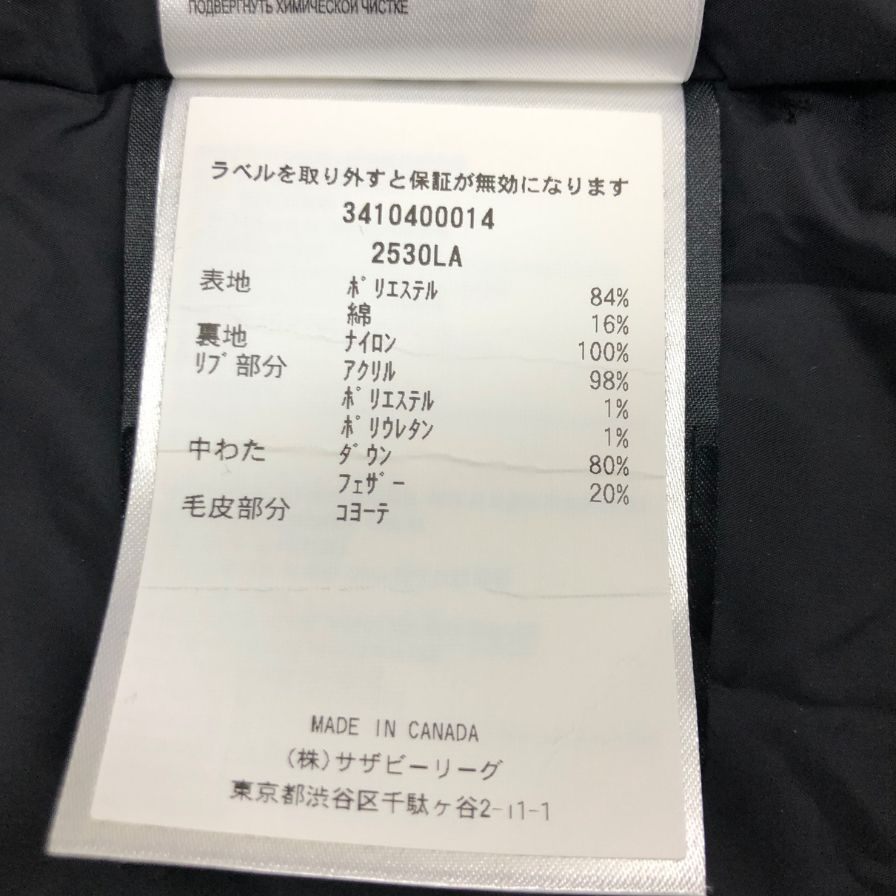 ПОДВЕРГНУТЬ ХИМИЧЕСКОЙ ЧИСТКЕ
ラベルを取り外すと保証が無効になります
3410400014
2530LA
表地 ポリエステル 84%
綿 16%
裏地 ナイロン 100%
リブ部分 アクリル 98%
ポリエステル 1%
ポリウレタン 1%
中わた ダウン 80%
フェザー 20%
毛皮部分 コヨーテ
MADE IN CANADA
(株)サザビーリーグ
東京都渋谷区千駄ヶ谷2-11-1